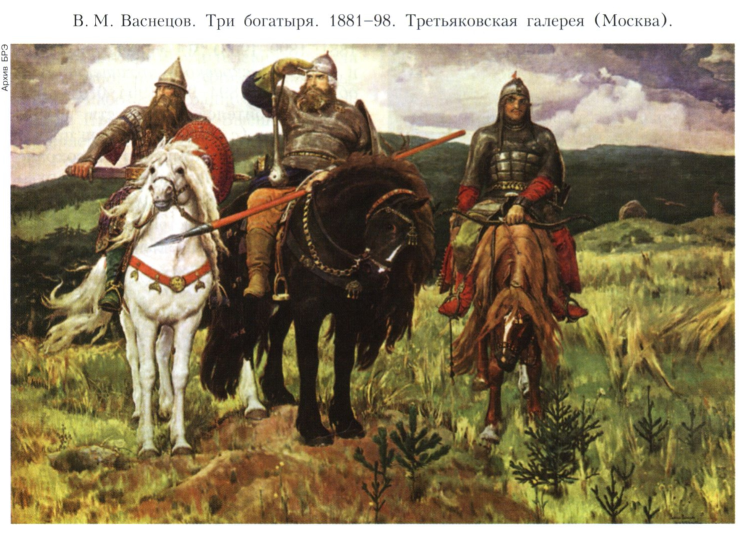 В. М. Васнецов. Три богатыря. 1881–98. Третьяковская галерея (Москва).
Архив БРЭ